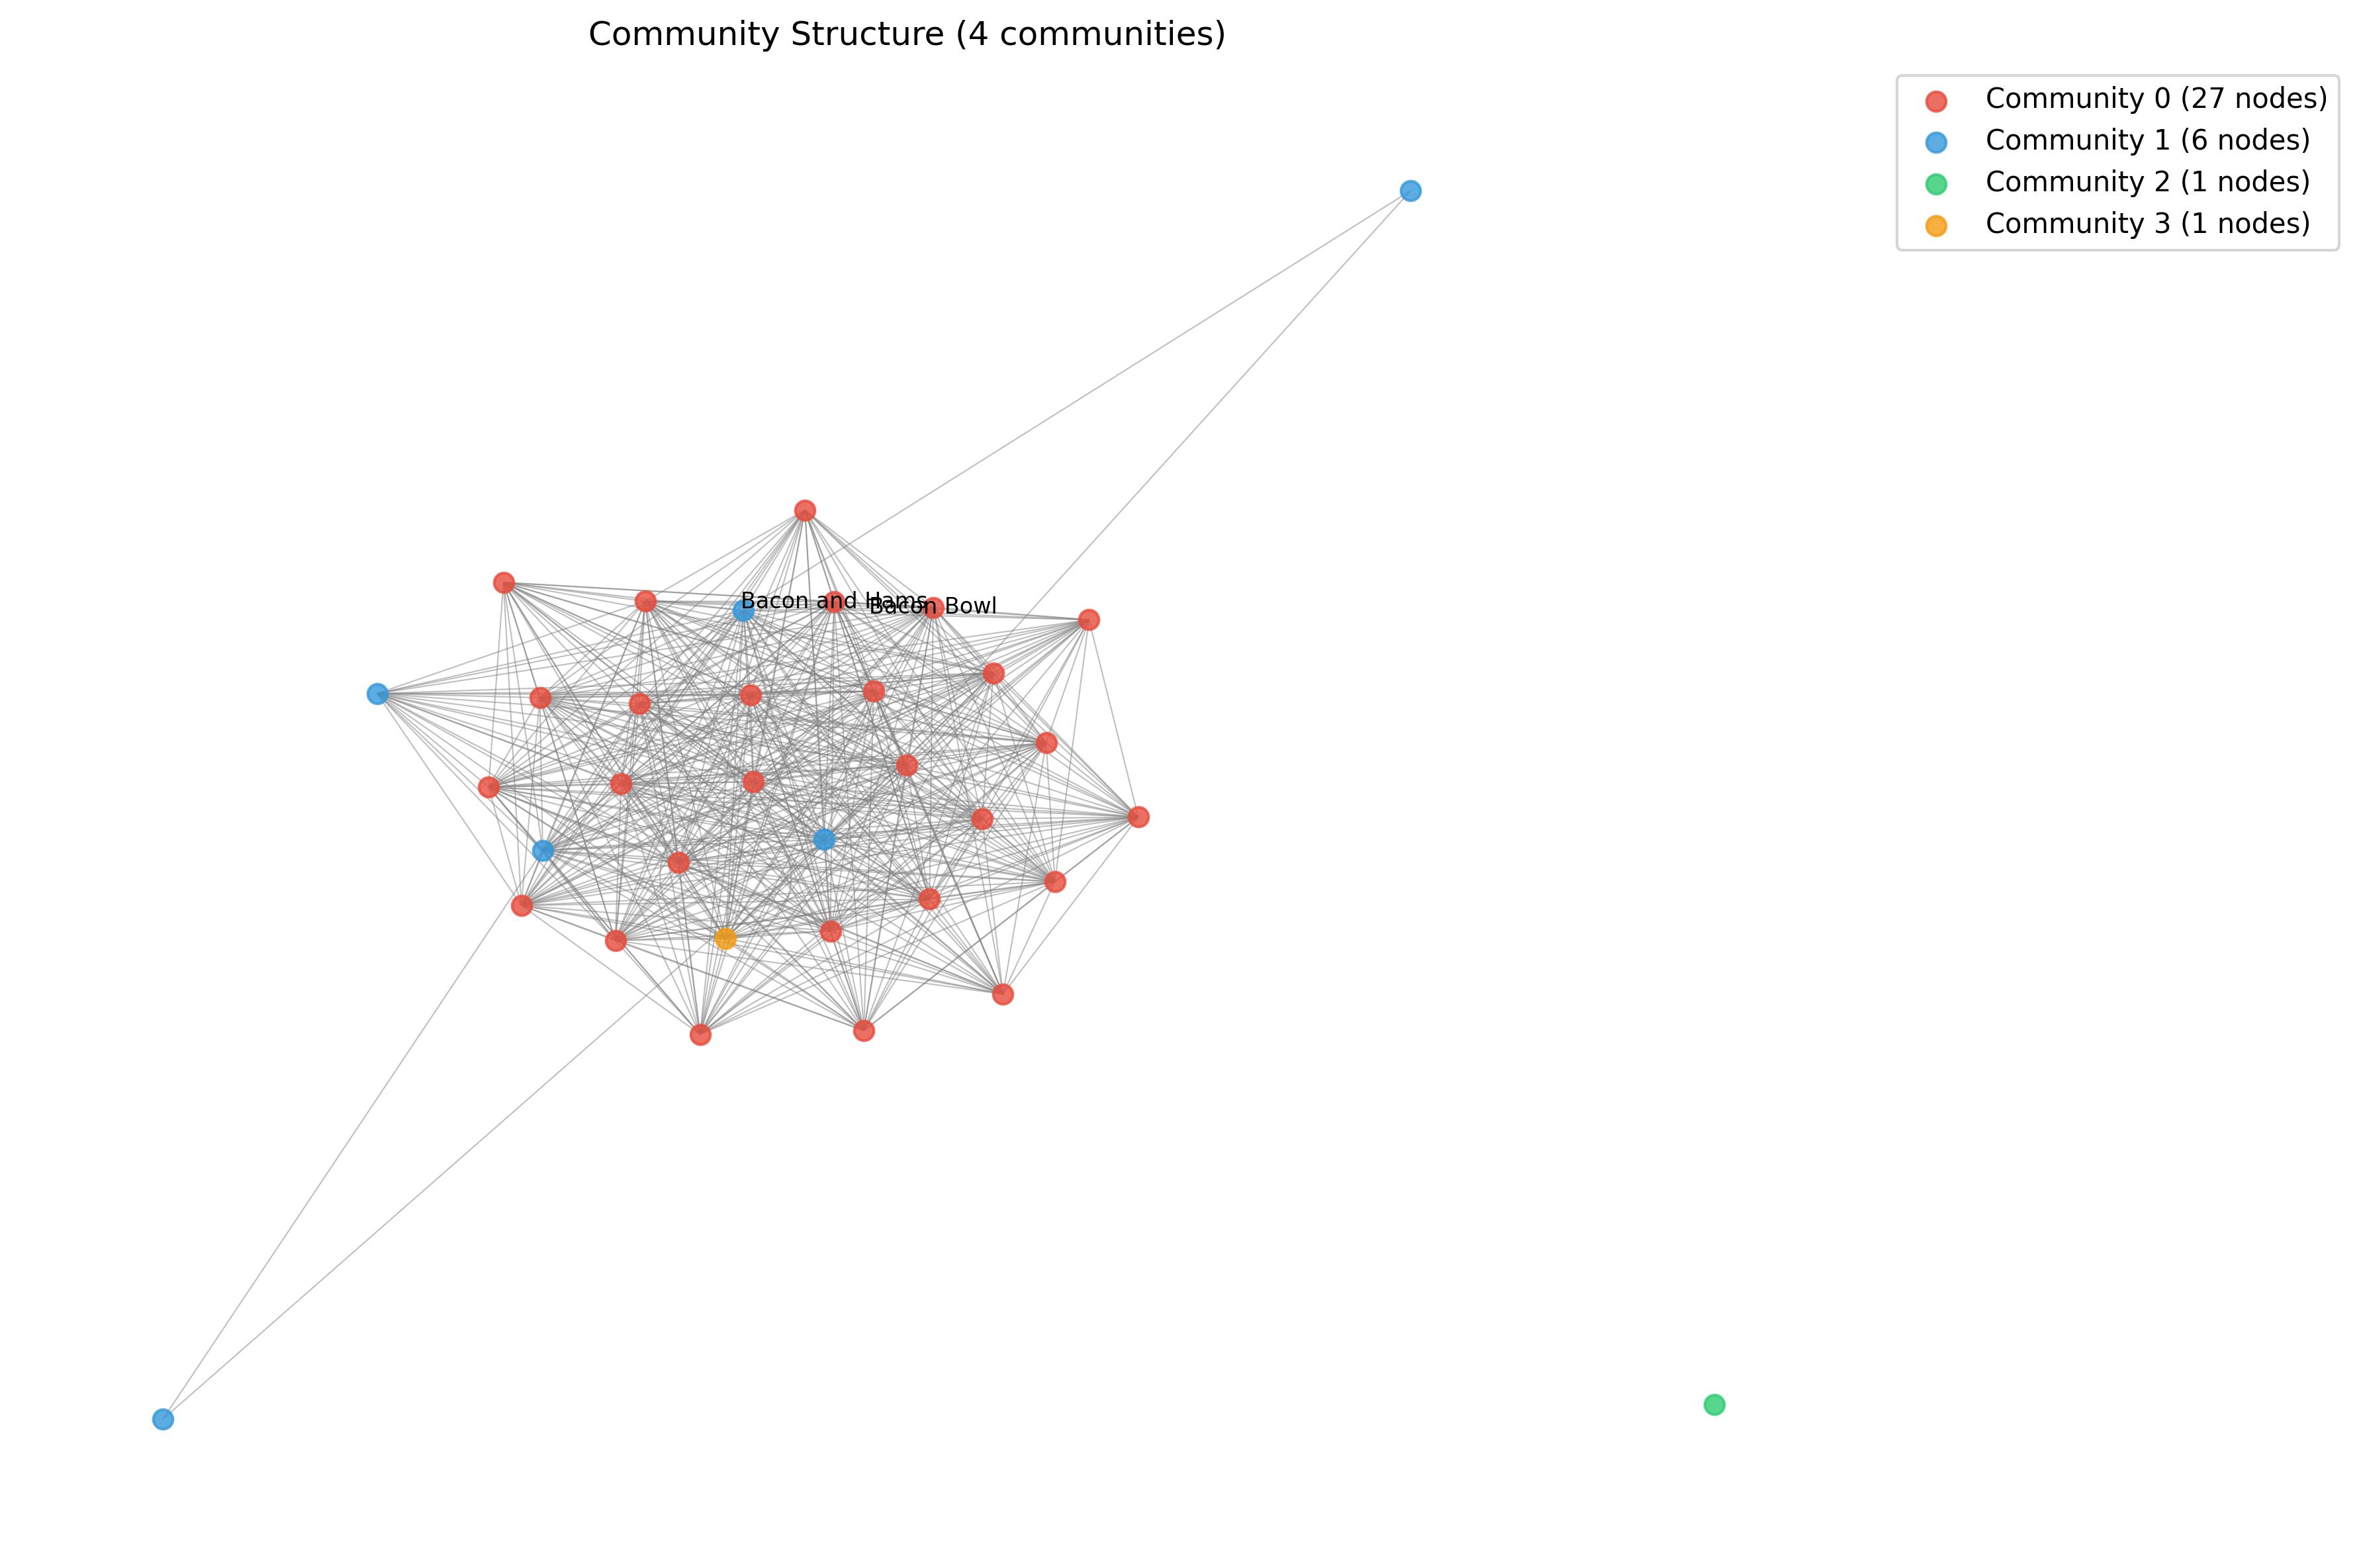 Community Structure (4 communities)
Community 0 (27 nodes)
Community 1 (6 nodes)
Community 2 (1 nodes)
Community 3 (1 nodes)
Bacon and Hams
Bacon Bowl